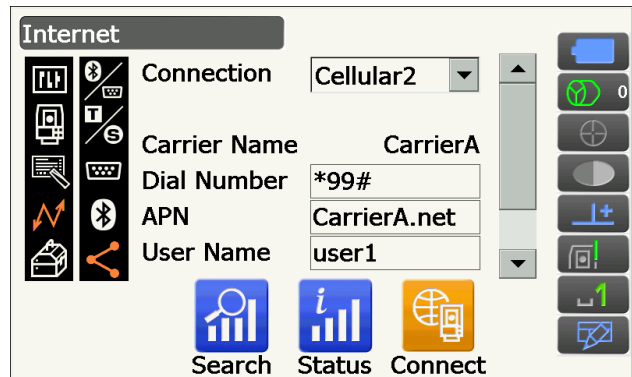 Internet
Connection Cellular2
Carrier Name CarrierA
Dial Number *99#
APN CarrierA.net
User Name user1
Search Status Connect
T
S
0
1
i